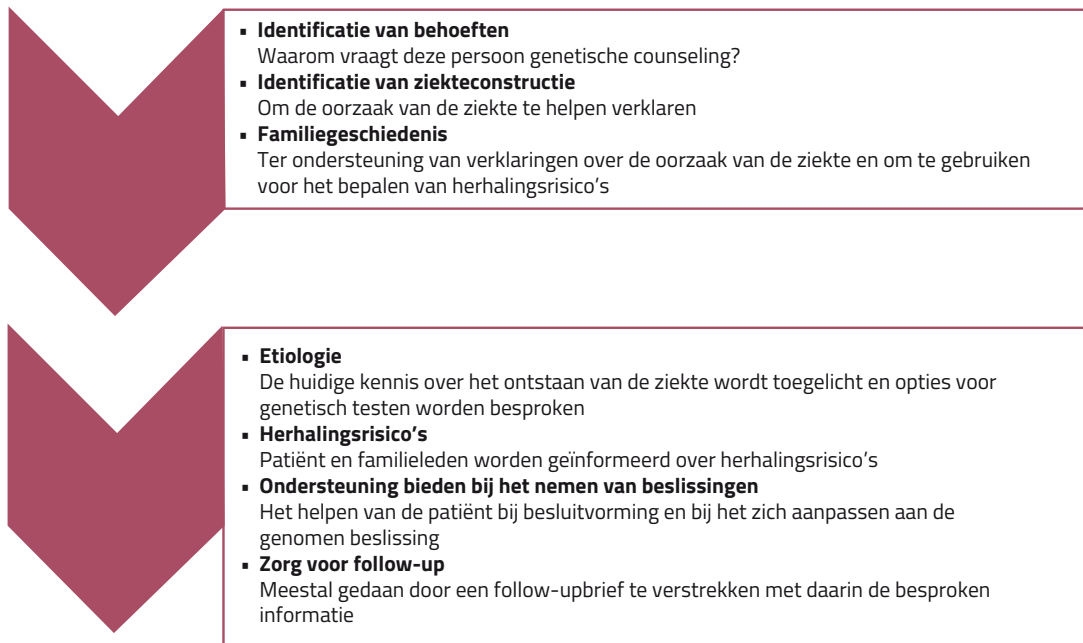 ▪ Identificatie van behoeften
Waarom vraagt deze persoon genetische counseling?
▪ Identificatie van ziekteconstructie
Om de oorzaak van de ziekte te helpen verklaren
▪ Familiegeschiedenis
Ter ondersteuning van verklaringen over de oorzaak van de ziekte en om te gebruiken
voor het bepalen van herhalingsrisico's
▪ Etiologie
De huidige kennis over het ontstaan van de ziekte wordt toegelicht en opties voor
genetisch testen worden besproken
▪ Herhalingsrisico's
Patiënt en familieleden worden geïnformeerd over herhalingsrisico's
▪ Ondersteuning bieden bij het nemen van beslissingen
Het helpen van de patiënt bij besluitvorming en bij het zich aanpassen aan de
genomen beslissing
▪ Zorg voor follow-up
Meestal gedaan door een follow-upbrief te verstrekken met daarin de besproken
informatie